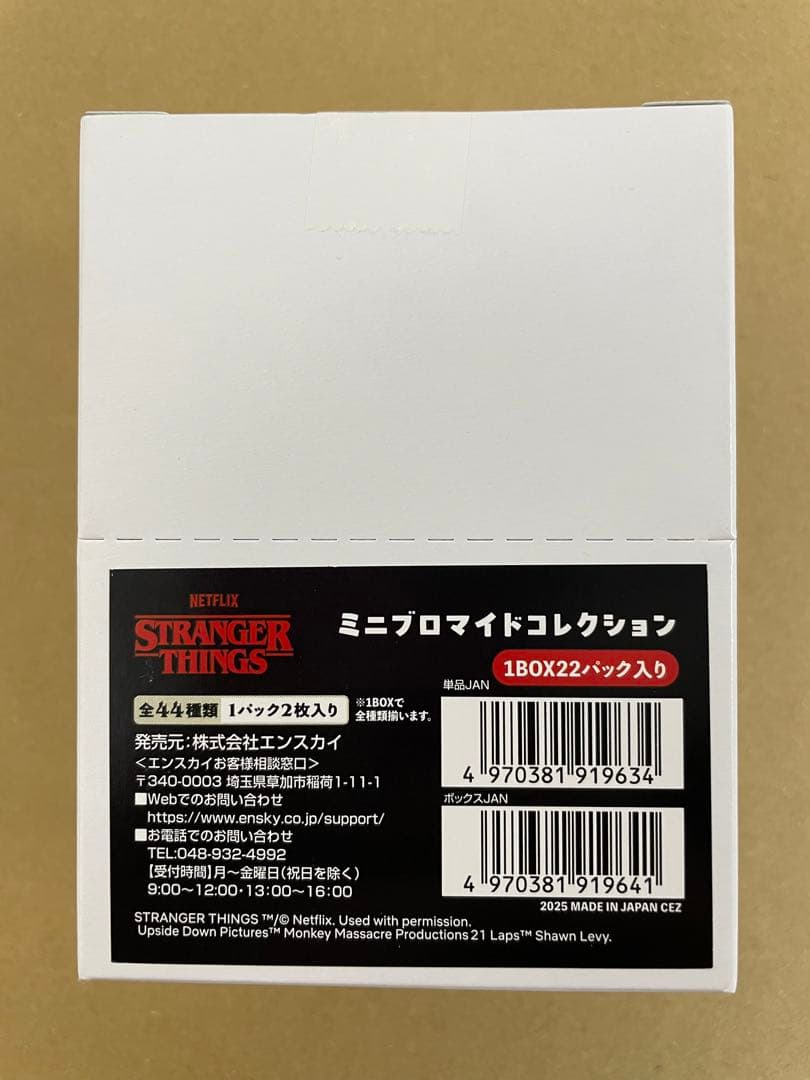 NETFLIX
STRANGER
THINGS
ミニブロマイドコレクション
1BOX22パック入り
全44種類 1パック2枚入り
※1BOXで
全種類揃います。
発売元:株式会社エンスカイ
<エンスカイお客様相談窓口>
〒340-0003 埼玉県草加市稲荷1-11-1
■Webでのお問い合わせ
https://www.ensky.co.jp/support/
■お電話でのお問い合わせ
TEL:048-932-4992
【受付時間】月～金曜日(祝日を除く)
9:00～12:00・13:00～16:00
単品JAN
4 970381 919634
ボックスJAN
4 970381 919641
2025 MADE IN JAPAN CEZ
STRANGER THINGS ™/© Netflix. Used with permission.
Upside Down Pictures™ Monkey Massacre Productions 21 Laps™ Shawn Levy.